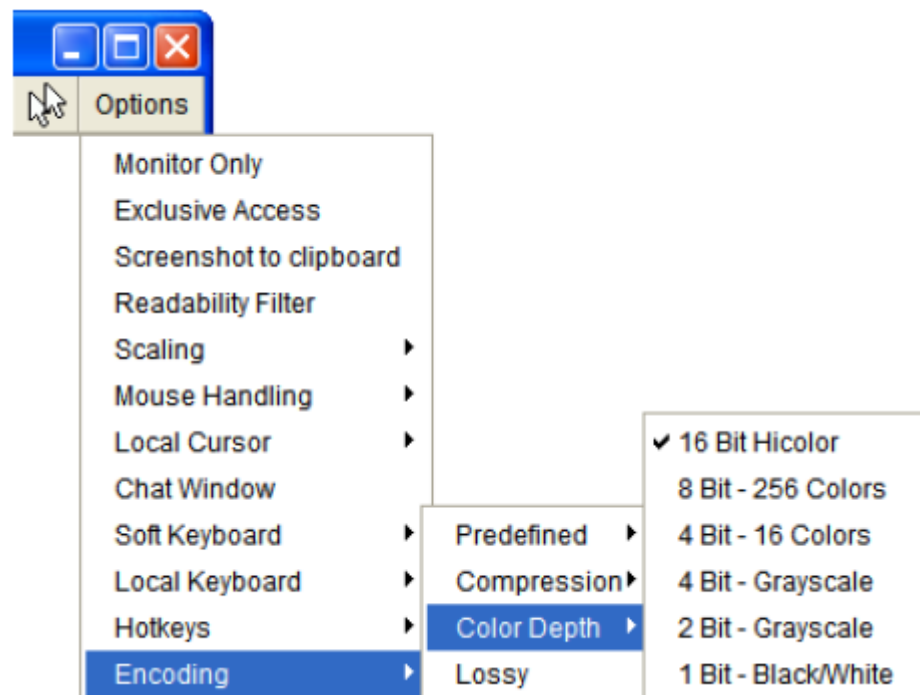 Options
Monitor Only
Exclusive Access
Screenshot to clipboard
Readability Filter
Scaling
Mouse Handling
Local Cursor
Chat Window
Soft Keyboard
Local Keyboard
Hotkeys
Encoding
Predefined
Compression
Color Depth
Lossy
16 Bit Hicolor
8 Bit - 256 Colors
4 Bit - 16 Colors
4 Bit - Grayscale
2 Bit - Grayscale
1 Bit - Black/White